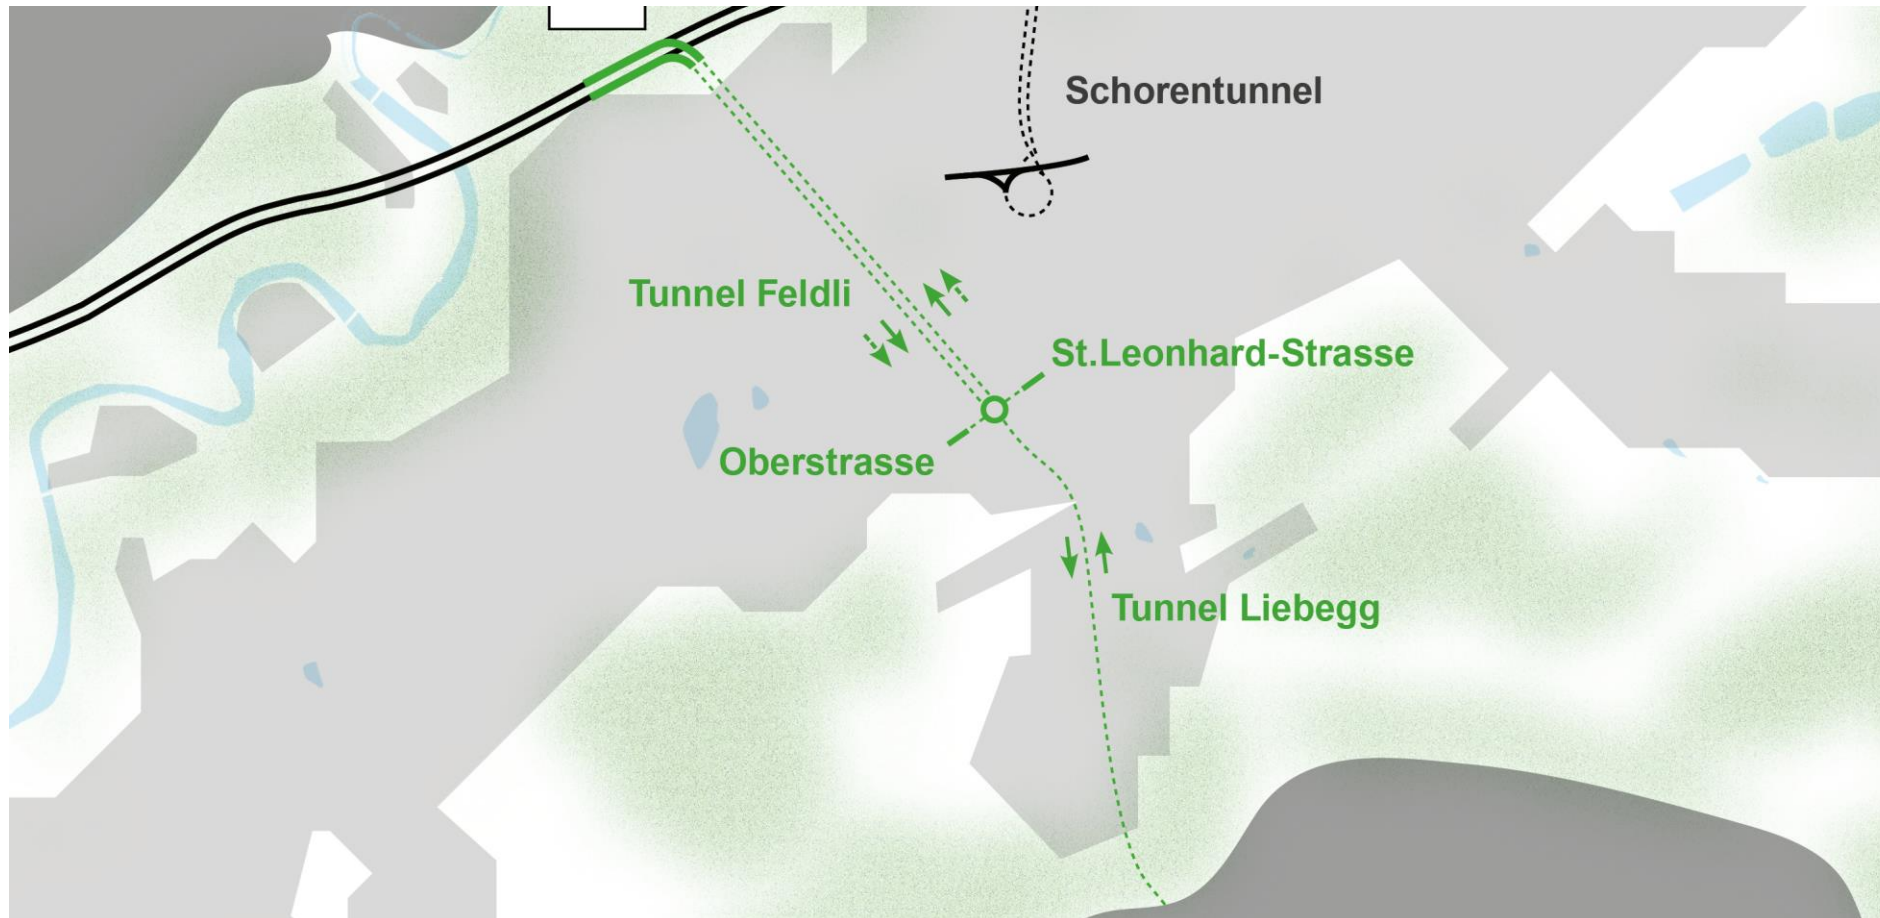 Schorentunnel
Tunnel Feldli
St.Leonhard-Strasse
Oberstrasse
Tunnel Liebegg